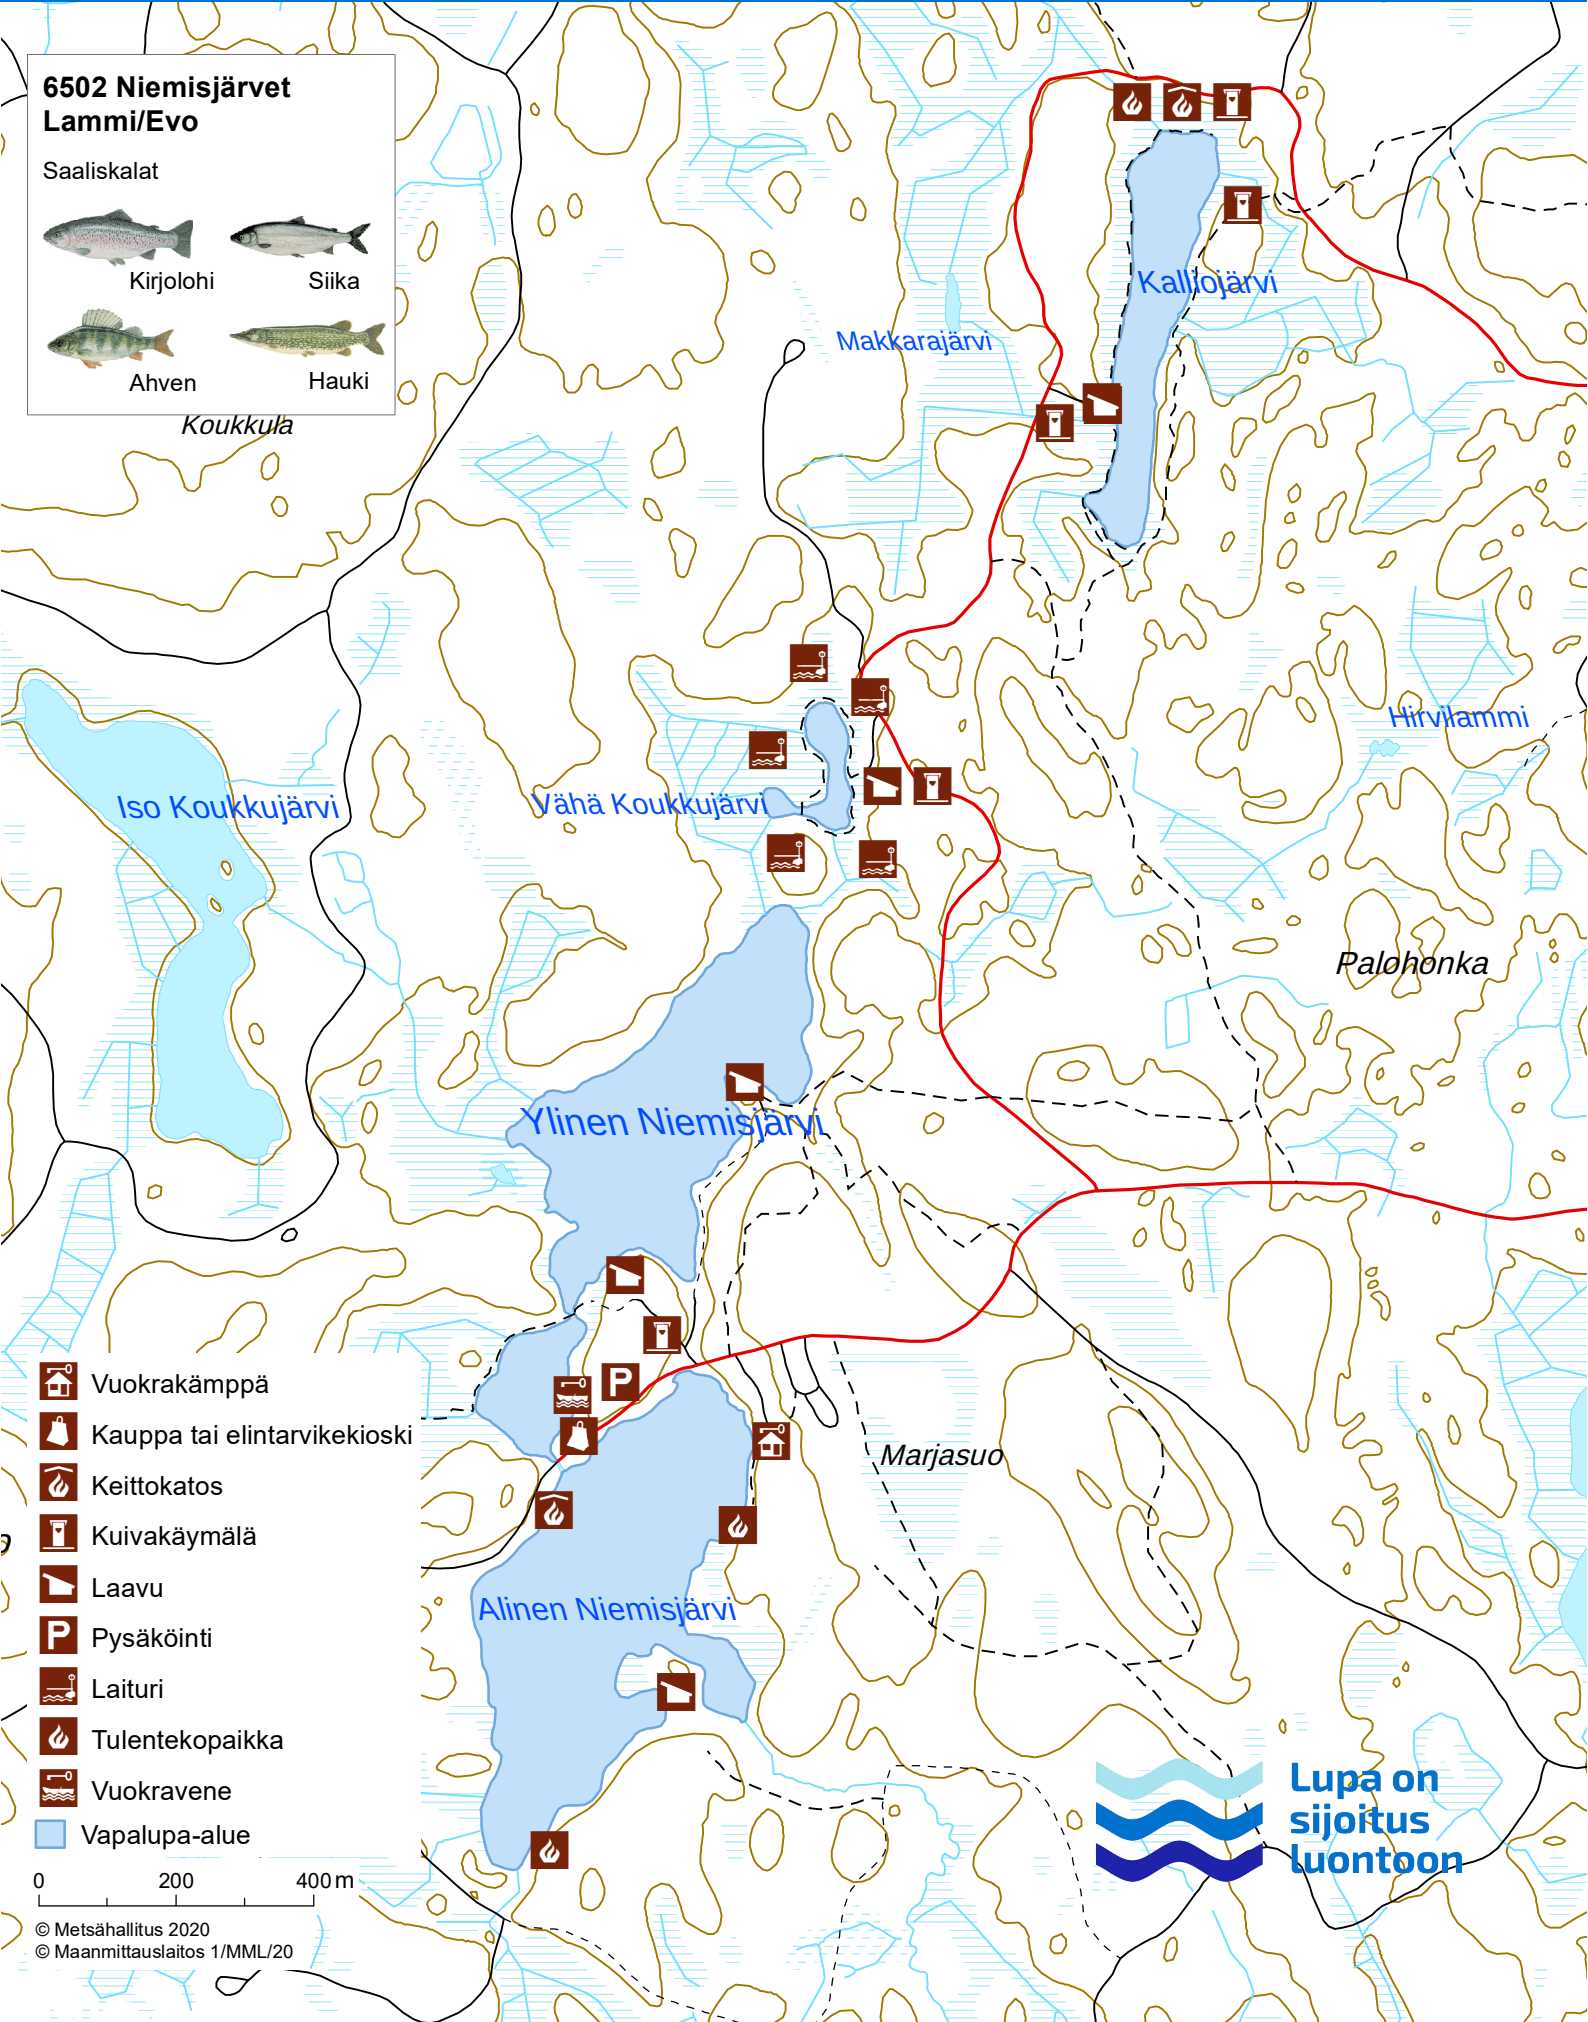 6502 Niemisjärvet
Lammi/Evo
Saaliskalat
Kirjolohi
Siika
Ahven
Hauki
Koukkula
Kalliojärvi
Makkarajärvi
Hirvilammi
Iso Koukkujärvi
Vähä Koukkujärvi
Palohonka
Ylinen Niemisjärvi
P
Marjasuo
Alinen Niemisjärvi
Vuokrakämppä
Kauppa tai elintarvikekioski
Keittokatos
Kuivakäymälä
Laavu
P Pysäköinti
Laituri
Tulentekopaikka
Vuokravene
Vapalupa-alue
0 200 400 m
© Metsähallitus 2020
© Maanmittauslaitos 1/MML/20
Lupa on
sijoitus
luontoon